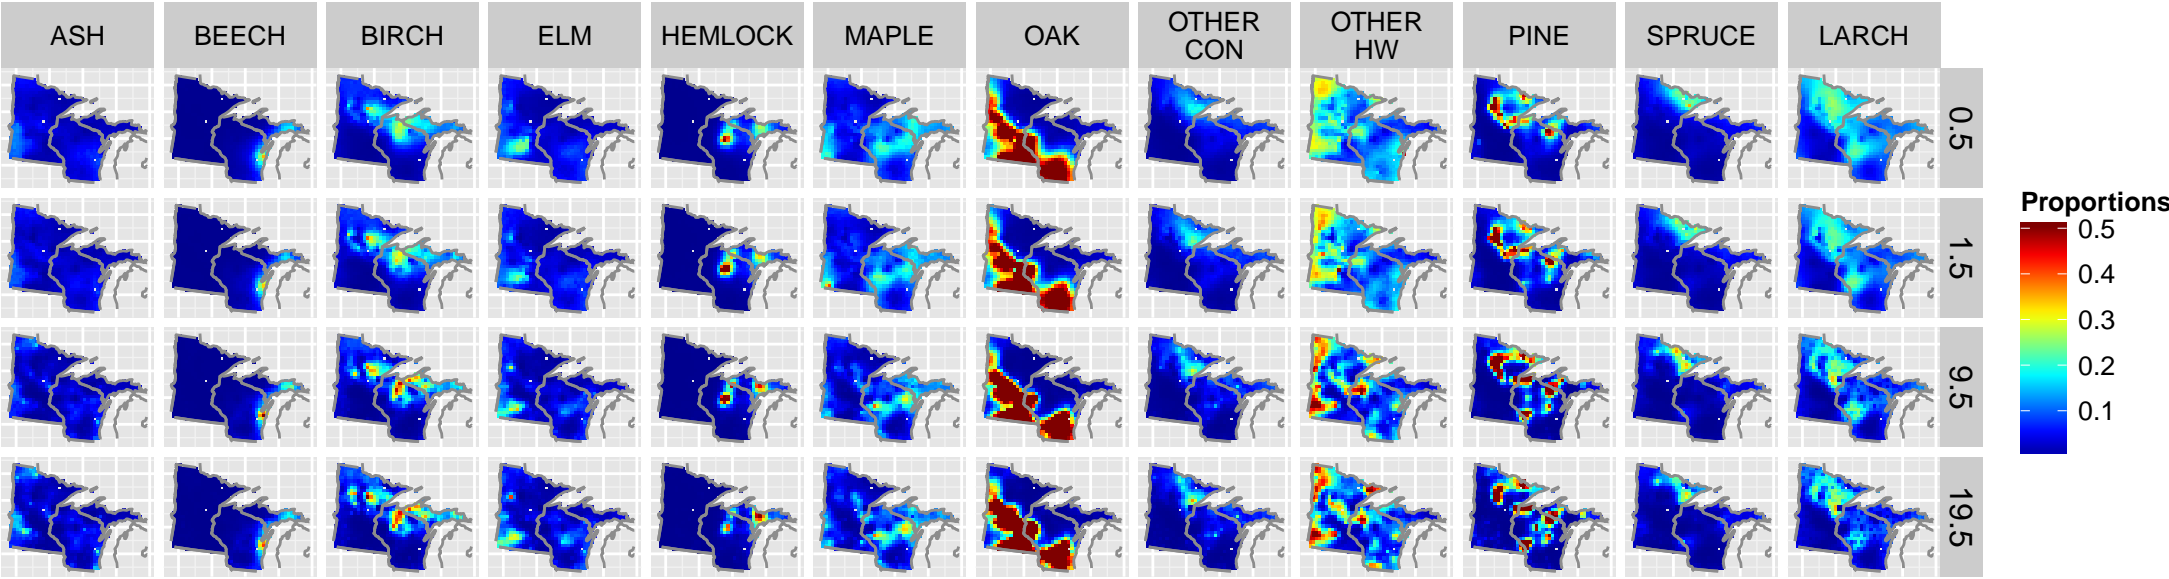 ASH
BEECH
BIRCH
ELM
HEMLOCK
MAPLE
OAK
OTHER
CON
OTHER
HW
PINE
SPRUCE
LARCH
0.5
1.5
9.5
19.5
Proportions
0.5
0.4
0.3
0.2
0.1